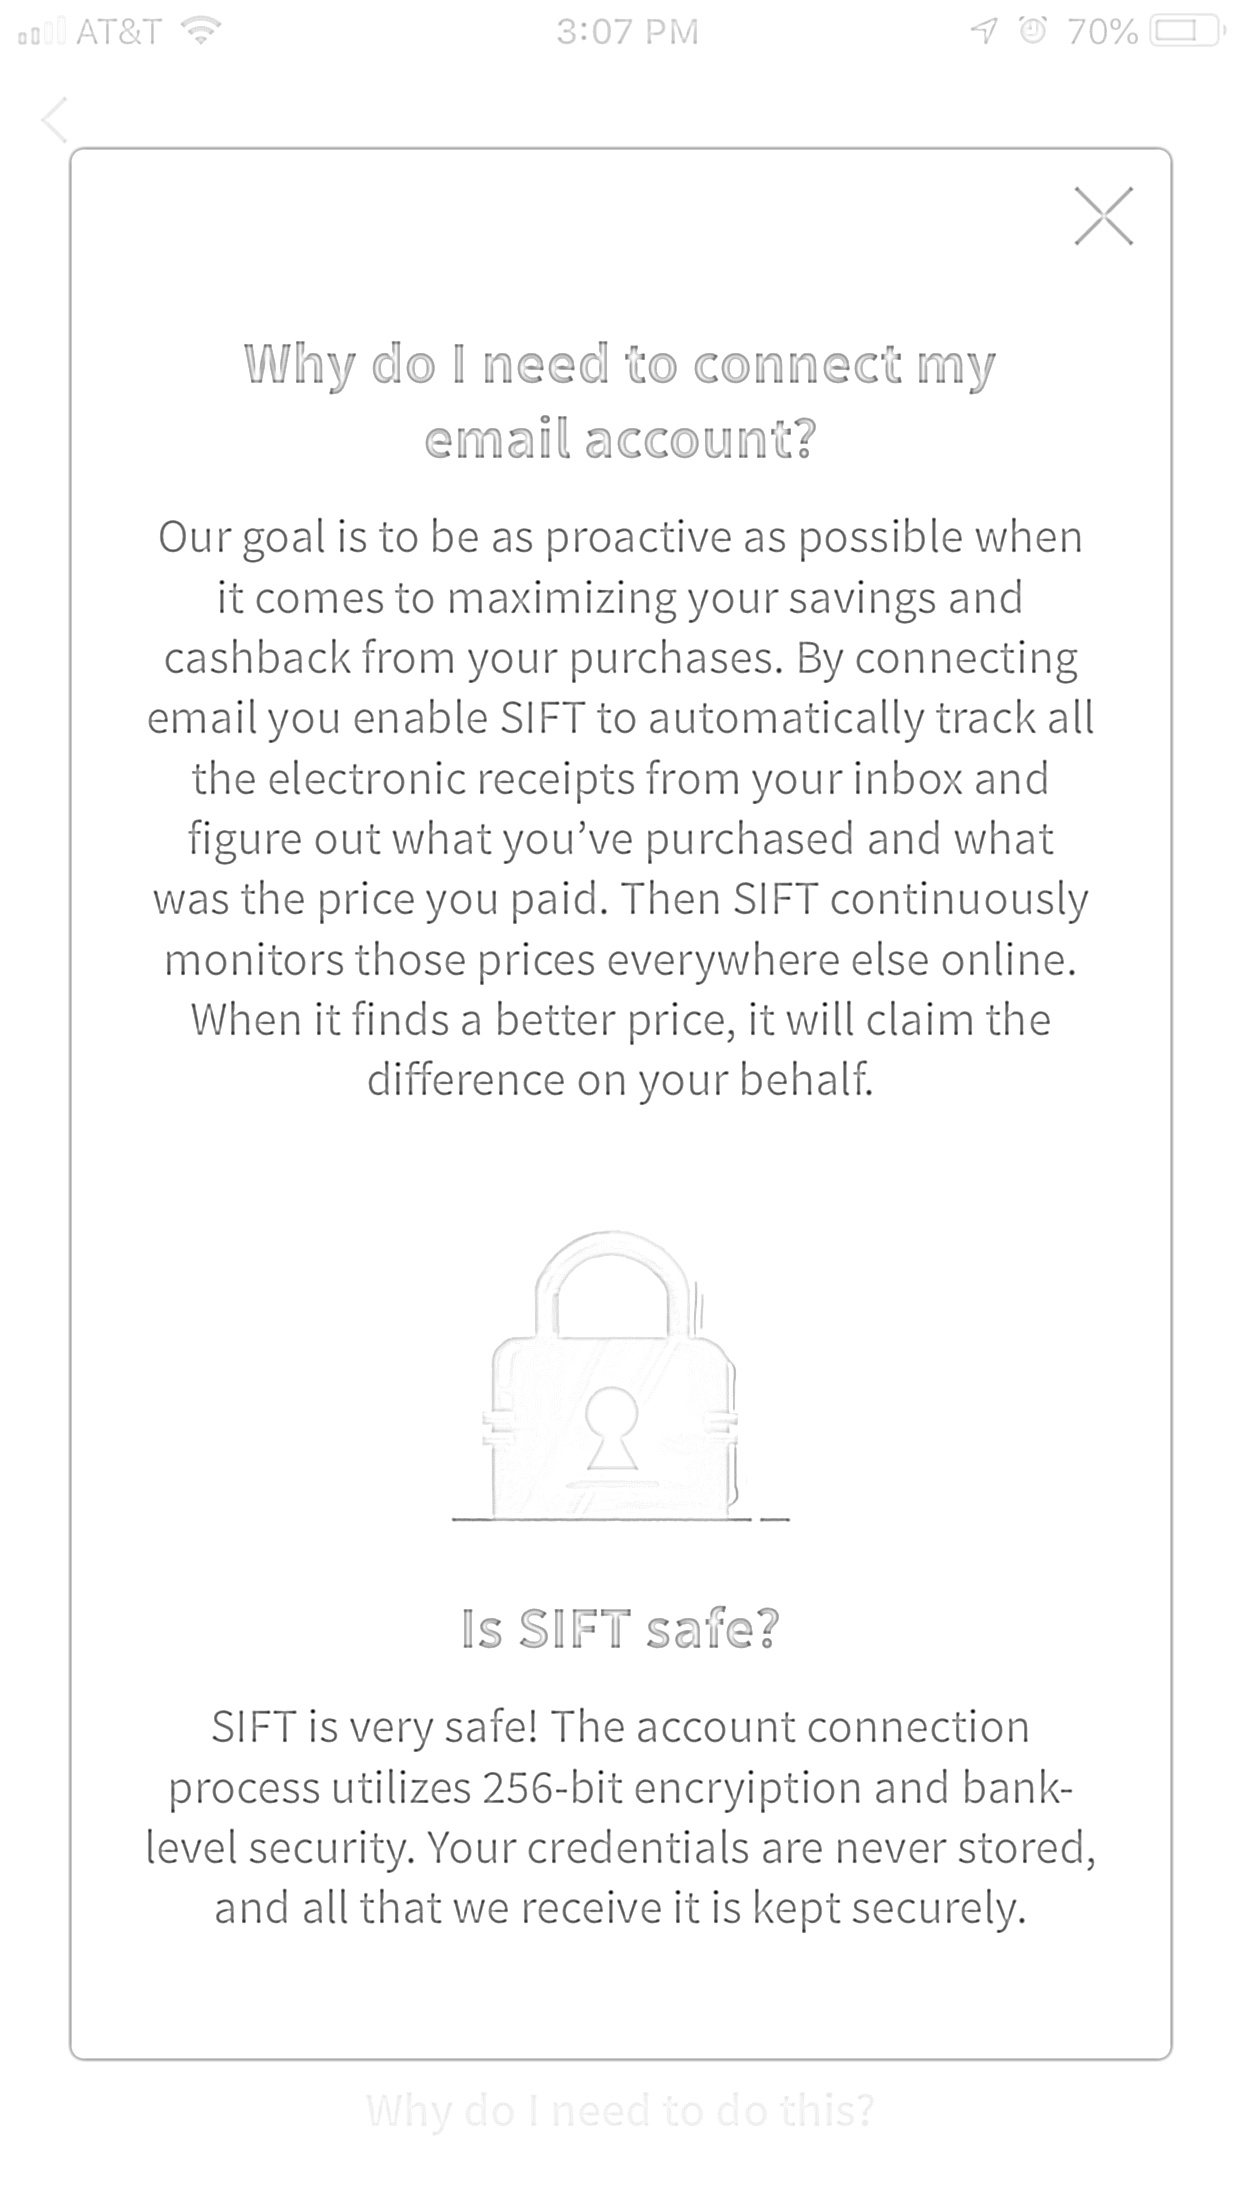 AT&T 3:07 PM 70%
Why do I need to connect my
email account?
Our goal is to be as proactive as possible when
it comes to maximizing your savings and
cashback from your purchases. By connecting
email you enable SIFT to automatically track all
the electronic receipts from your inbox and
figure out what you’ve purchased and what
was the price you paid. Then SIFT continuously
monitors those prices everywhere else online.
When it finds a better price, it will claim the
difference on your behalf.
Is SIFT safe?
SIFT is very safe! The account connection
process utilizes 256-bit encryiption and bank-
level security. Your credentials are never stored,
and all that we receive it is kept securely.
Why do I need to do this?